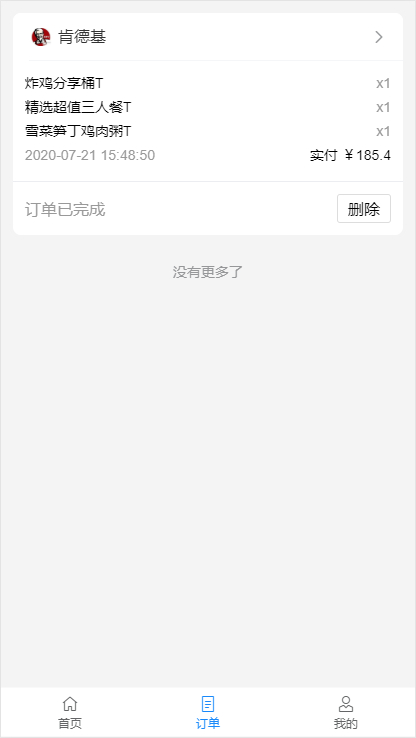 肯德基
炸鸡分享桶T x1
精选超值三人餐T x1
雪菜笋丁鸡肉粥T x1
2020-07-21 15:48:50 实付 ￥185.4
订单已完成 删除
没有更多了
首页 订单 我的